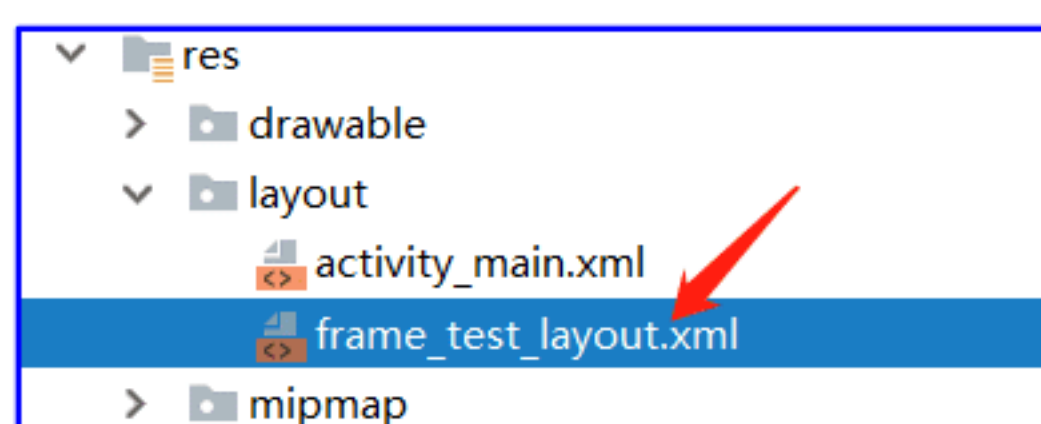 res
drawable
layout
activity_main.xml
frame_test_layout.xml
mipmap